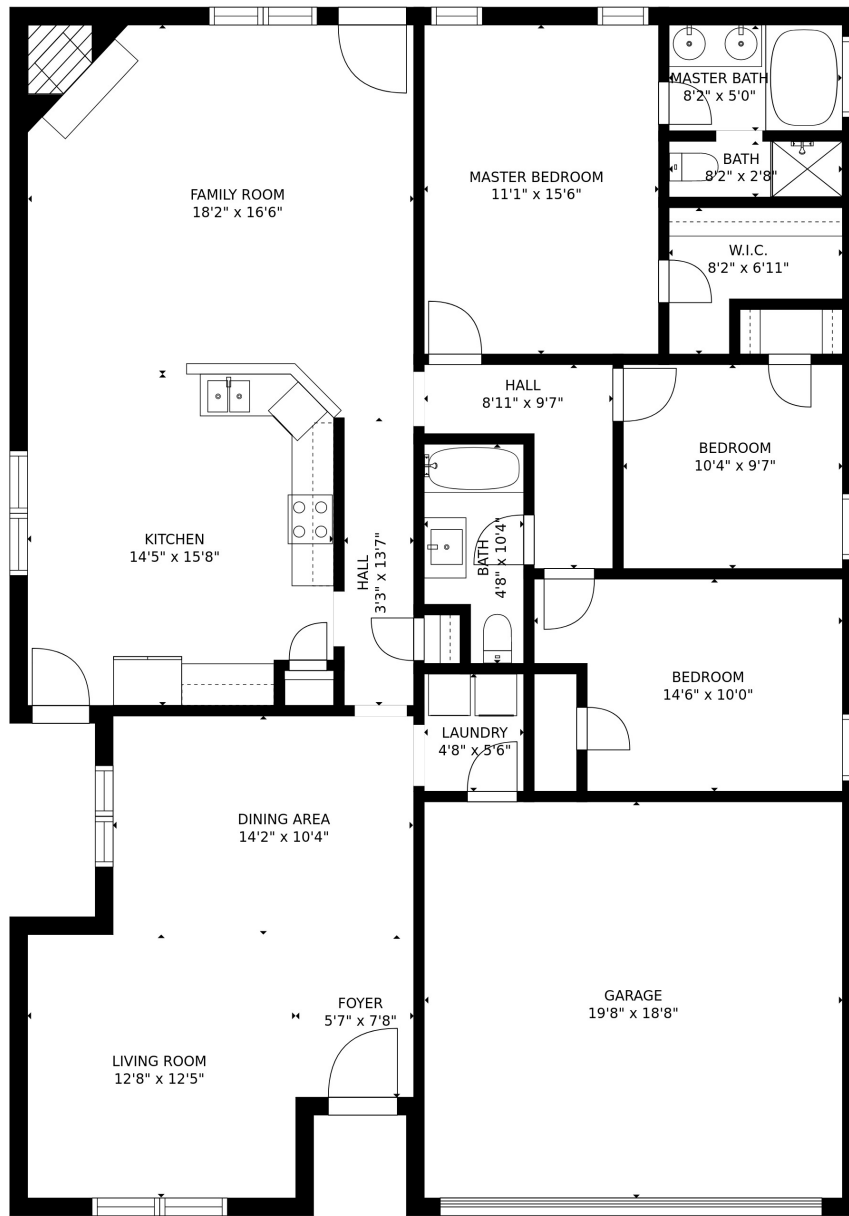 MASTER BATH
8'2" x 5'0"
BATH
8'2" x 2'8"
FAMILY ROOM
18'2" x 16'6"
MASTER BEDROOM
11'1" x 15'6"
W.I.C.
8'2" x 6'11"
HALL
8'11" x 9'7"
BEDROOM
10'4" x 9'7"
KITCHEN
14'5" x 15'8"
HALL
3'3" x 13'7"
BATH
4'8" x 10'4"
BEDROOM
14'6" x 10'0"
LAUNDRY
4'8" x 5'6"
DINING AREA
14'2" x 10'4"
FOYER
5'7" x 7'8"
GARAGE
19'8" x 18'8"
LIVING ROOM
12'8" x 12'5"